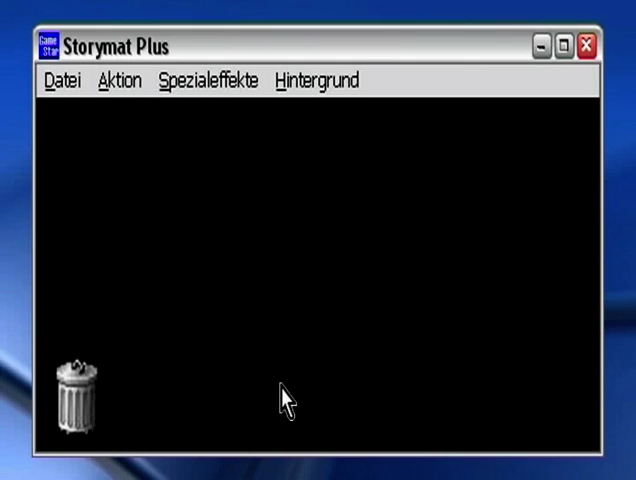 Game
Star
Storymat Plus
Datei Aktion Spezialeffekte Hintergrund